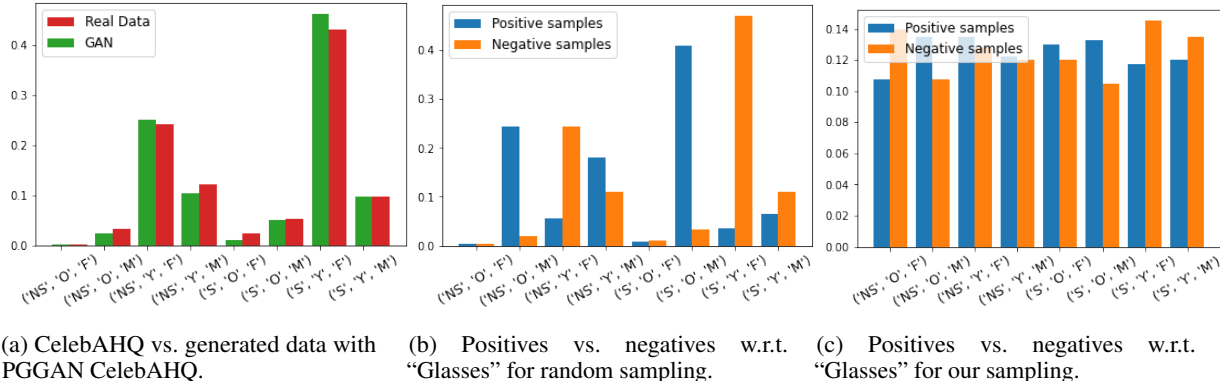 Real Data
GAN
0.4
0.3
0.2
0.1
0.0
('NS', 'O', 'F')
('NS', 'O', 'M')
('NS', 'Y', 'F')
('NS', 'Y', 'M')
('S', 'O', 'F')
('S', 'O', 'M')
('S', 'Y', 'F')
('S', 'Y', 'M')
(a) CelebAHQ vs. generated data with
PGGAN CelebAHQ.
Positive samples
Negative samples
0.4
0.3
0.2
0.1
0.0
('NS', 'O', 'F')
('NS', 'O', 'M')
('NS', 'Y', 'F')
('NS', 'Y', 'M')
('S', 'O', 'F')
('S', 'O', 'M')
('S', 'Y', 'F')
('S', 'Y', 'M')
(b) Positives vs. negatives w.r.t.
“Glasses” for random sampling.
Positive samples
Negative samples
0.14
0.12
0.10
0.08
0.06
0.04
0.02
0.00
('NS', 'O', 'F')
('NS', 'O', 'M')
('NS', 'Y', 'F')
('NS', 'Y', 'M')
('S', 'O', 'F')
('S', 'O', 'M')
('S', 'Y', 'F')
('S', 'Y', 'M')
(c) Positives vs. negatives w.r.t.
“Glasses” for our sampling.